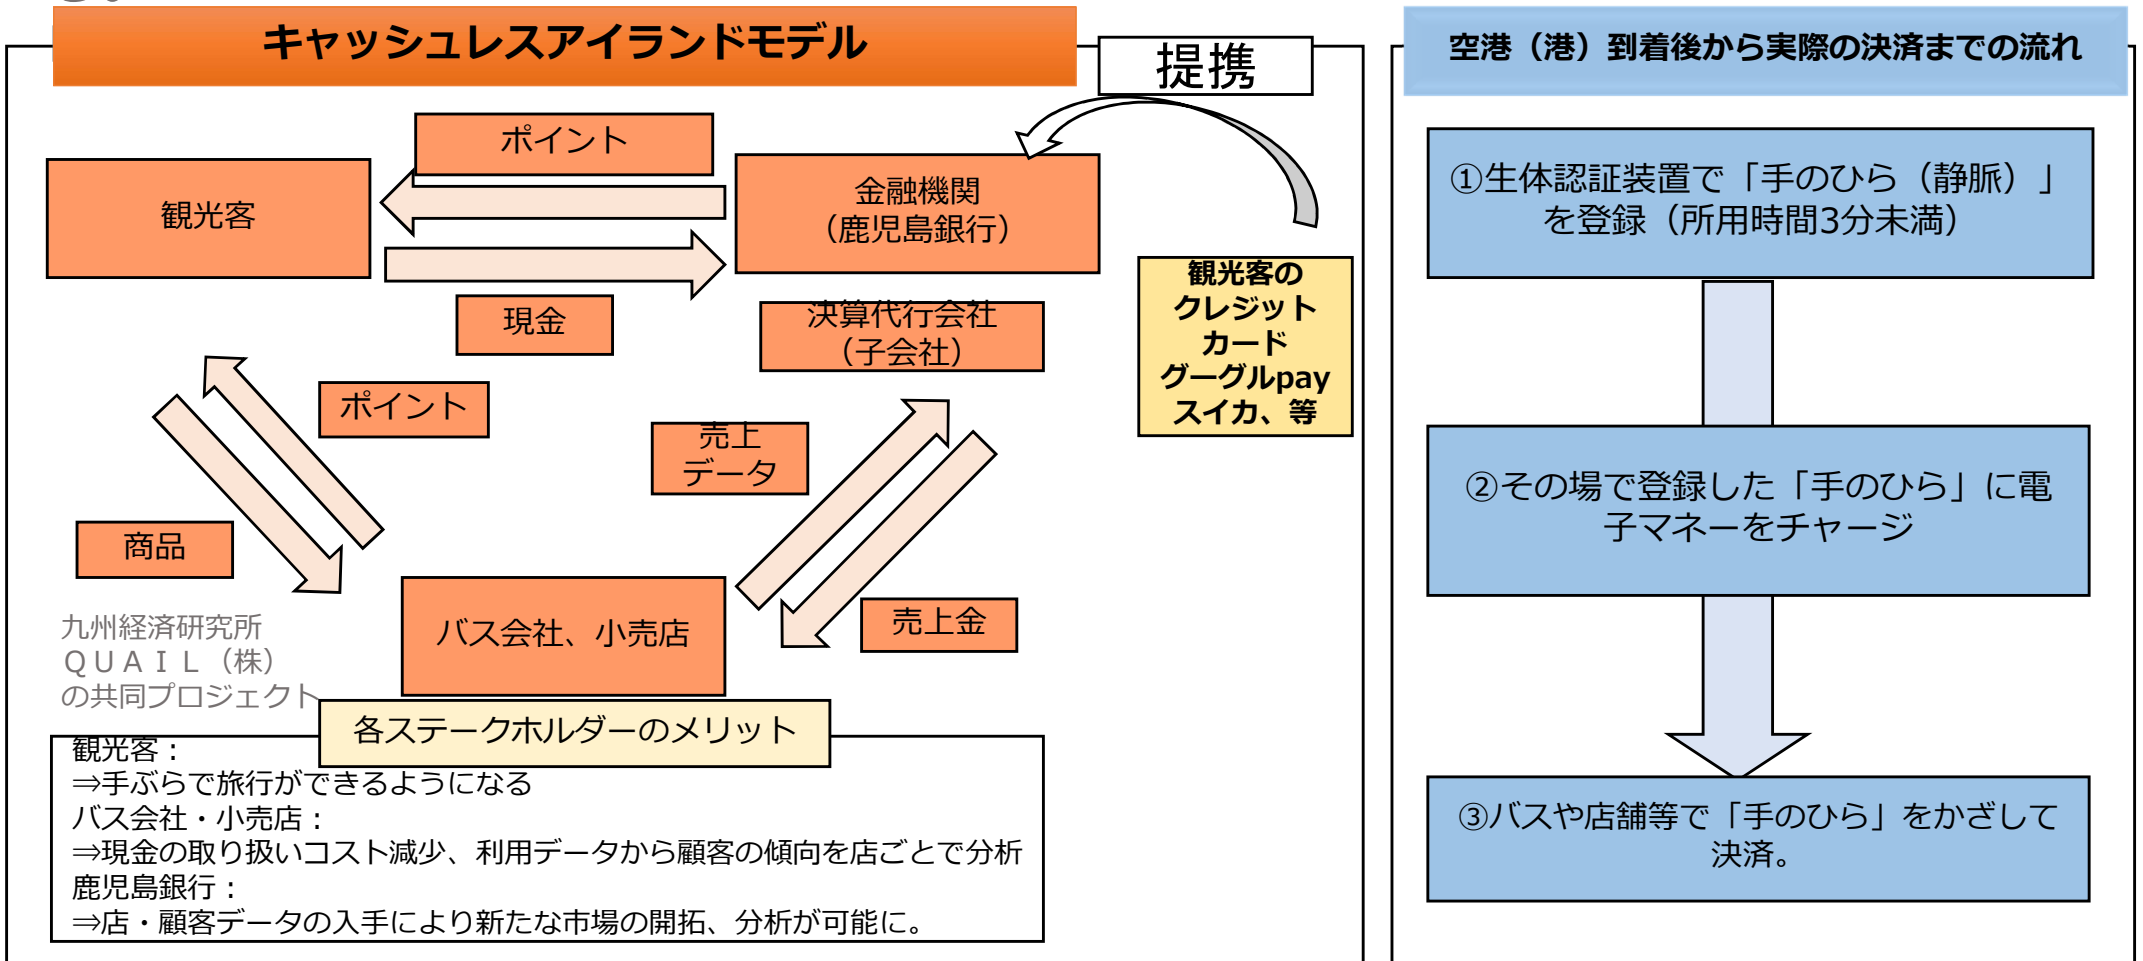 キャッシュレスアイランドモデル
提携
ポイント
観光客
金融機関
（鹿児島銀行）
現金
決算代行会社
（子会社）
観光客の
クレジット
カード
グーグルpay
スイカ、等
ポイント
売上
データ
商品
バス会社、小売店
売上金
九州経済研究所
ＱＵＡＩＬ（株）
の共同プロジェクト
各ステークホルダーのメリット
観光客：
⇒手ぶらで旅行ができるようになる
バス会社・小売店：
⇒現金の取り扱いコスト減少、利用データから顧客の傾向を店ごとで分析
鹿児島銀行：
⇒店・顧客データの入手により新たな市場の開拓、分析が可能に。
空港（港）到着後から実際の決済までの流れ
①生体認証装置で「手のひら（静脈）」
を登録（所用時間3分未満）
②その場で登録した「手のひら」に電
子マネーをチャージ
③バスや店舗等で「手のひら」をかざして
決済。